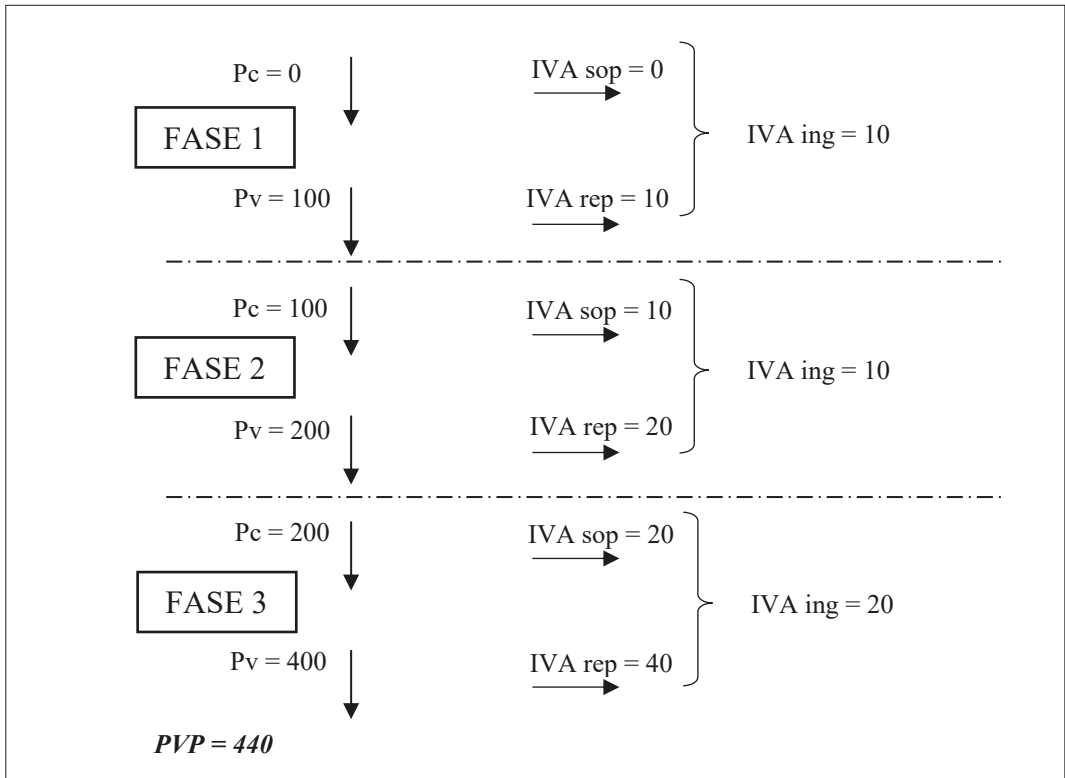 Pc = 0
IVA sop = 0
FASE 1
IVA ing = 10
Pv = 100
IVA rep = 10
Pc = 100
IVA sop = 10
FASE 2
IVA ing = 10
Pv = 200
IVA rep = 20
Pc = 200
IVA sop = 20
FASE 3
IVA ing = 20
Pv = 400
IVA rep = 40
PVP = 440